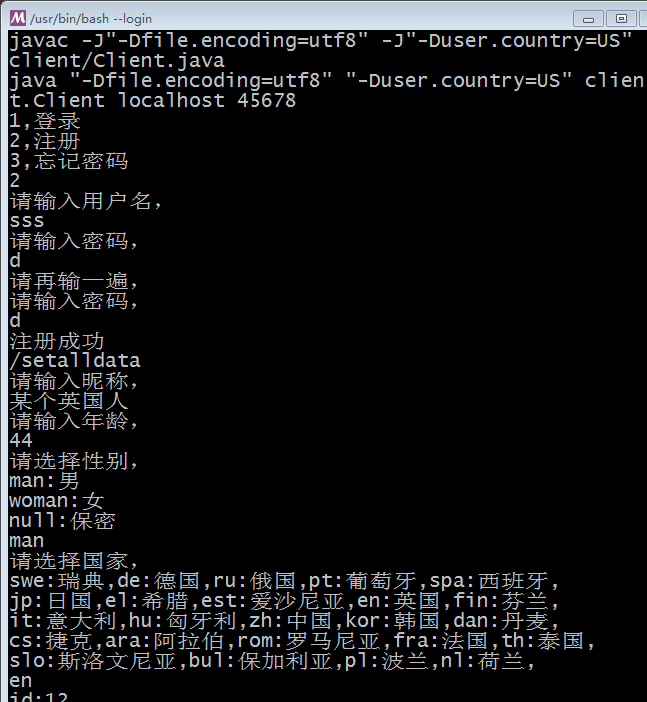 /usr/bin/bash --login
javac -J"-Dfile.encoding=utf8" -J"-Duser.country=US"
client/Client.java
java "-Dfile.encoding=utf8" "-Duser.country=US" clien
t.Client localhost 45678
1,登录
2,注册
3,忘记密码
2
请输入用户名，
sss
请输入密码，
d
请再输一遍，
请输入密码，
d
注册成功
/setalldata
请输入昵称，
某个英国人
请输入年龄，
44
请选择性别，
man:男
woman:女
null:保密
man
请选择国家，
swe:瑞典,de:德国,ru:俄国,pt:葡萄牙,spa:西班牙,
jp:日国,el:希腊,est:爱沙尼亚,en:英国,fin:芬兰,
it:意大利,hu:匈牙利,zh:中国,kor:韩国,dan:丹麦,
cs:捷克,ara:阿拉伯,rom:罗马尼亚,fra:法国,th:泰国,
slo:斯洛文尼亚,bul:保加利亚,pl:波兰,nl:荷兰,
en
id:12